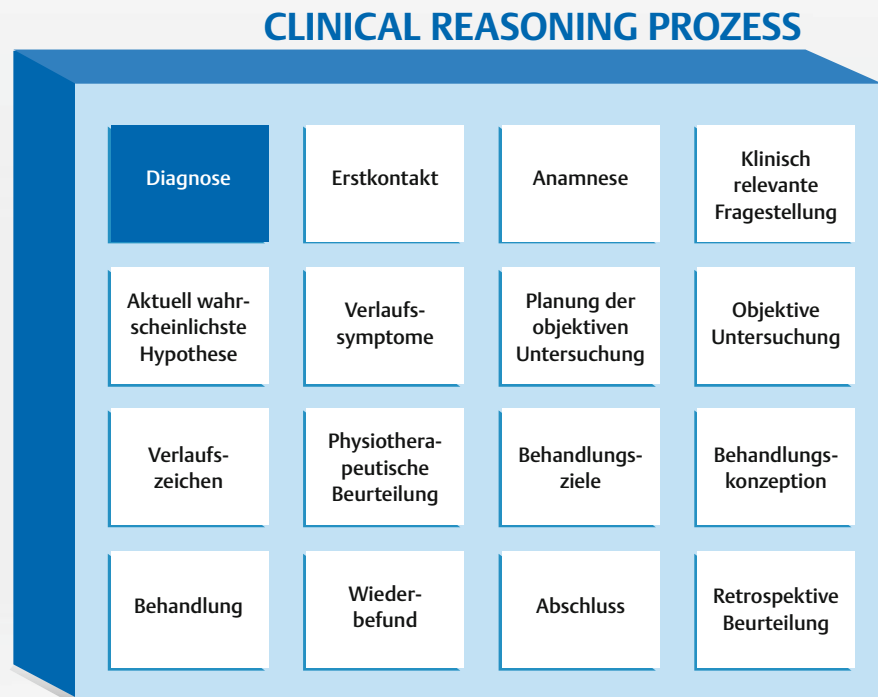 CLINICAL REASONING PROZESS
Diagnose
Erstkontakt
Anamnese
Klinisch
relevante
Fragestellung
Aktuell wahr-
scheinlichste
Hypothese
Verlaufs-
symptome
Planung der
objektiven
Untersuchung
Objektive
Untersuchung
Verlaufs-
zeichen
Physiothera-
peutische
Beurteilung
Behandlungs-
ziele
Behandlungs-
konzeption
Behandlung
Wieder-
befund
Abschluss
Retrospektive
Beurteilung